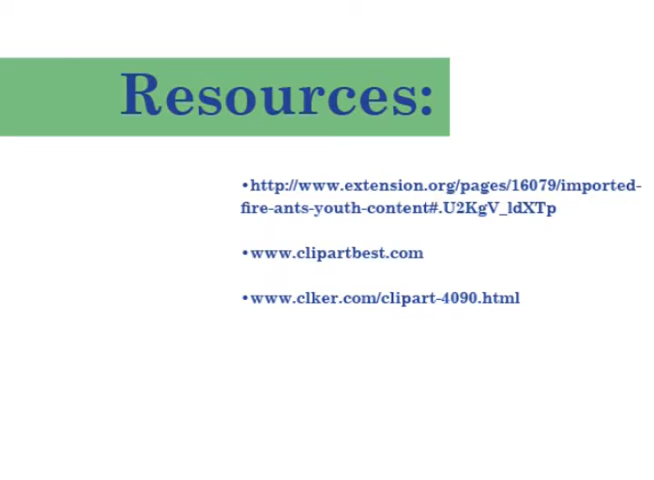 Resources:
•http://www.extension.org/pages/16079/imported-
fire-ants-youth-content#.U2KgV_ldXTp
•www.clipartbest.com
•www.clker.com/clipart-4090.html